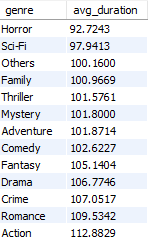 genre avg_duration
Horror 92.7243
Sci-Fi 97.9413
Others 100.1600
Family 100.9669
Thriller 101.5761
Mystery 101.8000
Adventure 101.8714
Comedy 102.6227
Fantasy 105.1404
Drama 106.7746
Crime 107.0517
Romance 109.5342
Action 112.8829